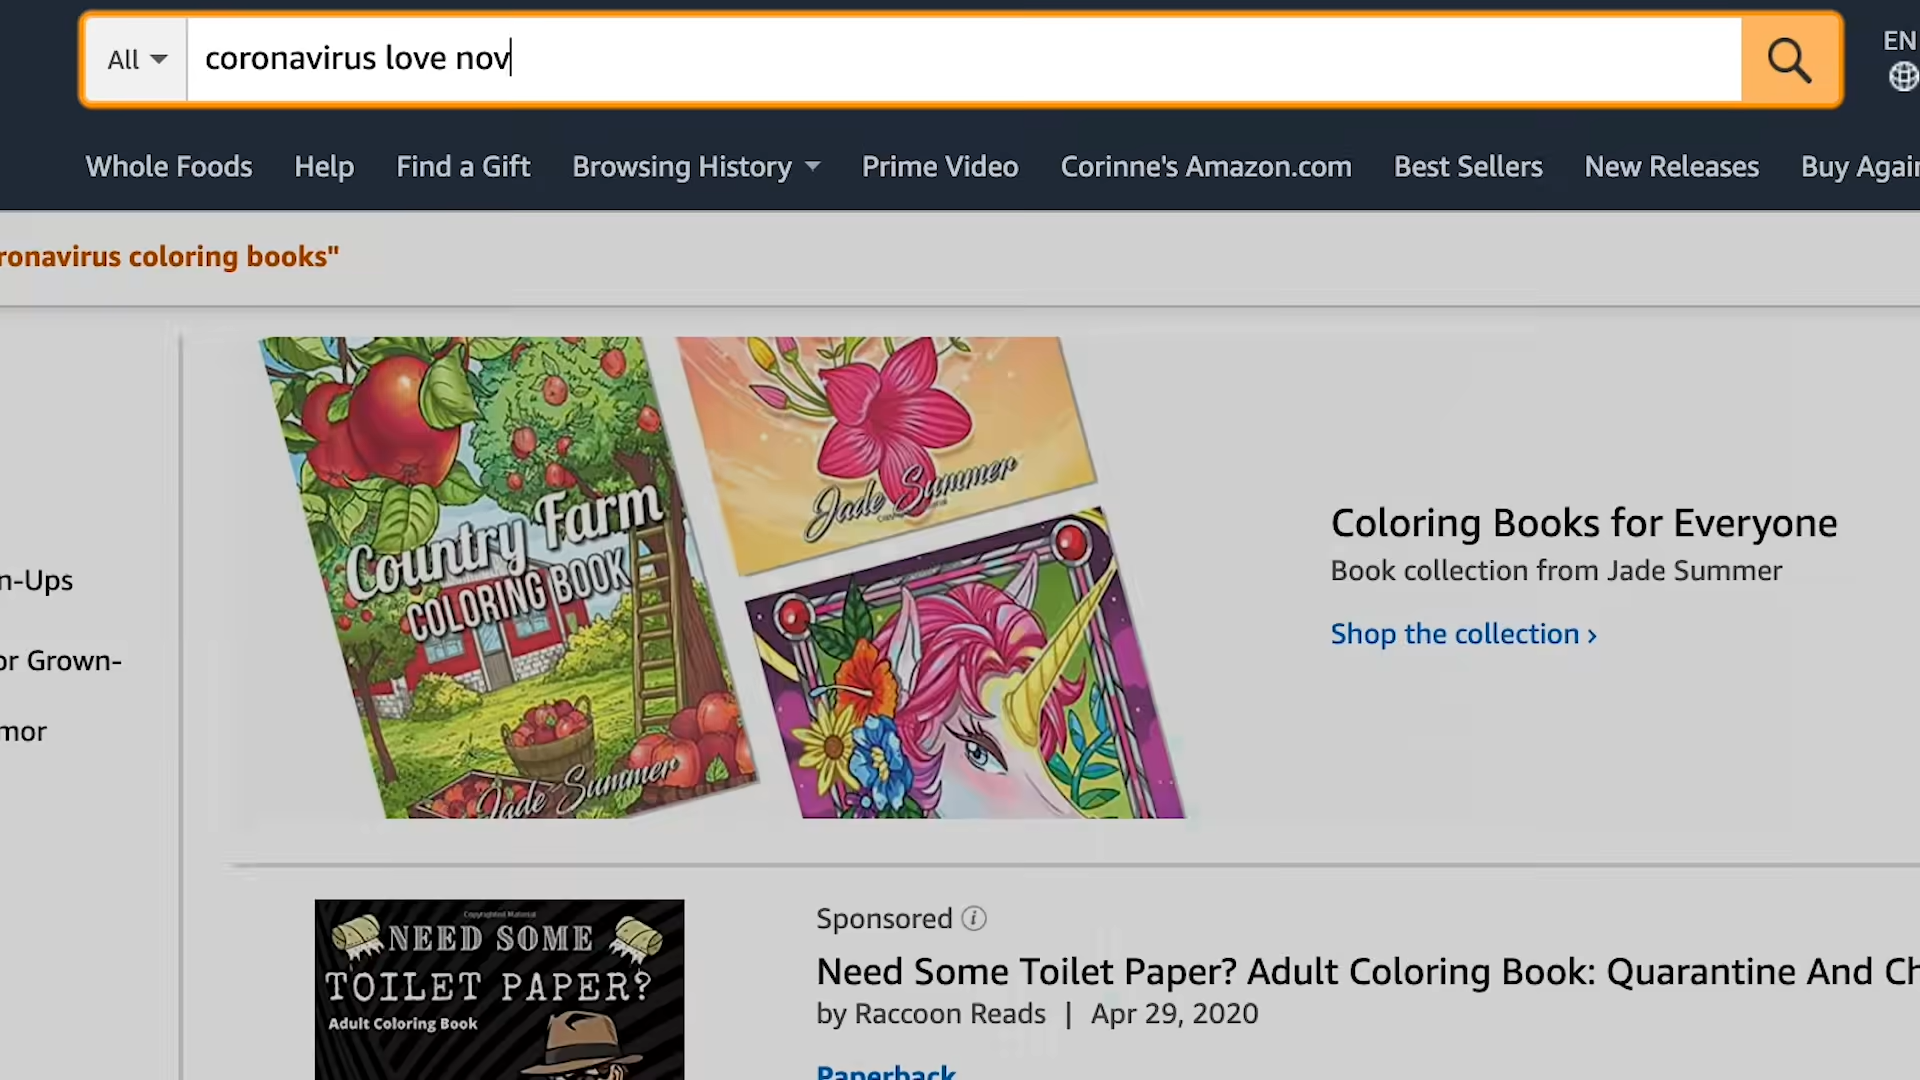 All
coronavirus love nov
EN
Whole Foods
Help
Find a Gift
Browsing History
Prime Video
Corinne's Amazon.com
Best Sellers
New Releases
Buy Again
ronavirus coloring books"
n-Ups
or Grown-
mor
Country Farm
COLORING BOOK
Jade Summer
Jade Summer
Coloring Books for Everyone
Book collection from Jade Summer
Shop the collection ›
Copyrighted Material
NEED SOME
TOILET PAPER?
Adult Coloring Book
Sponsored
Need Some Toilet Paper? Adult Coloring Book: Quarantine And Ch
by Raccoon Reads | Apr 29, 2020
Paperback